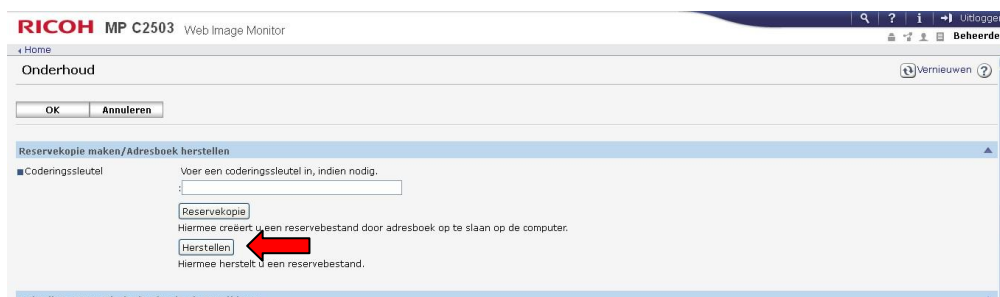 RICOH MP C2503 Web Image Monitor
? i Uitlogge
Beheerde
Home
Onderhoud
Vernieuwen ?
OK Annuleren
Reservekopie maken/Adresboek herstellen
Coderingssleutel Voer een coderingssleutel in, indien nodig.
:
Reservekopie
Hiermee creëert u een reservebestand door adresboek op te slaan op de computer.
Herstellen
Hiermee herstelt u een reservebestand.